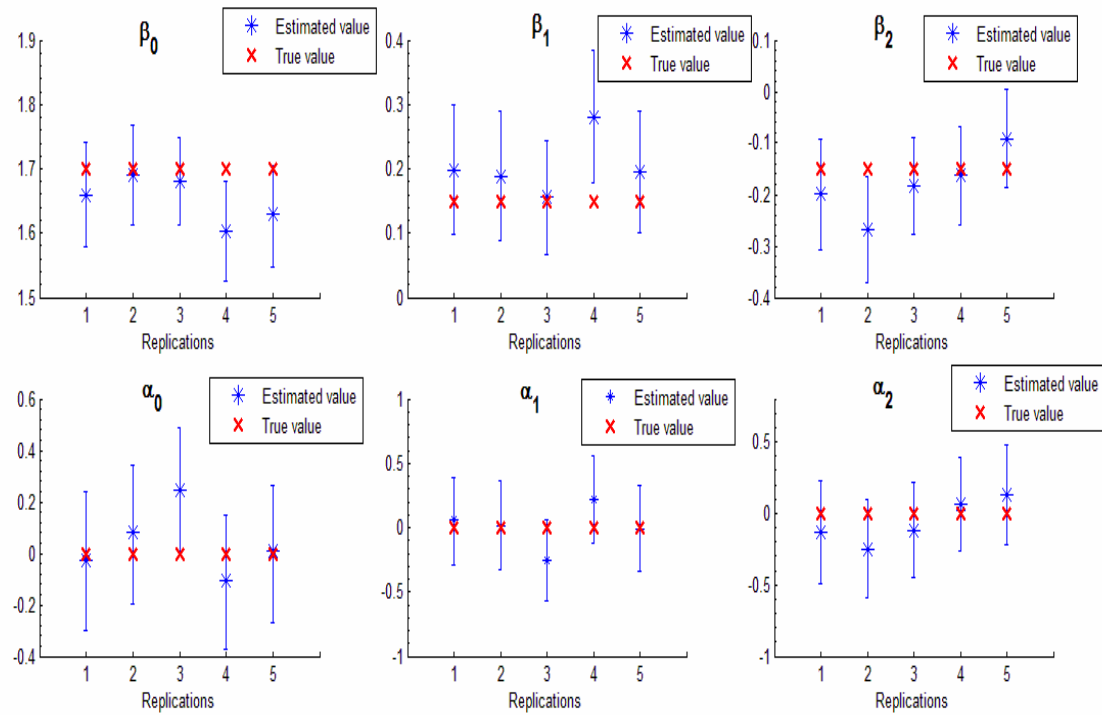 β0
Estimated value
True value
1.9
1.8
1.7
1.6
1.5
1 2 3 4 5
Replications
β1
Estimated value
True value
0.4
0.3
0.2
0.1
0
1 2 3 4 5
Replications
β2
Estimated value
True value
0.1
0
-0.1
-0.2
-0.3
-0.4
1 2 3 4 5
Replications
α0
Estimated value
True value
0.6
0.4
0.2
0
-0.2
-0.4
1 2 3 4 5
Replications
α1
Estimated value
True value
1
0.5
0
-0.5
-1
1 2 3 4 5
Replications
α2
Estimated value
True value
0.5
0
-0.5
-1
1 2 3 4 5
Replications